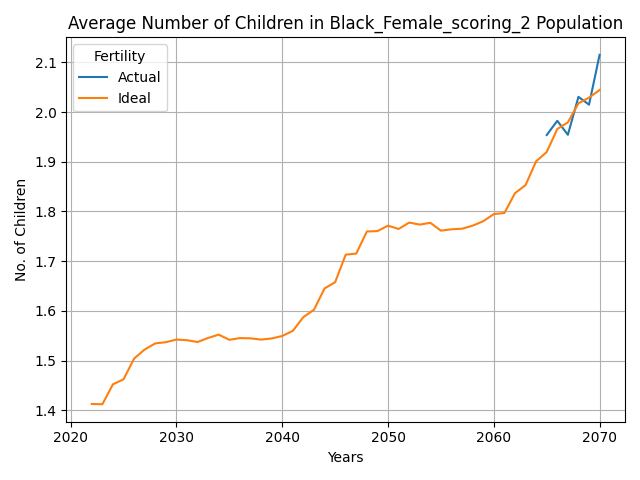 Average Number of Children in Black_Female_scoring_2 Population
Fertility
Actual
Ideal
No. of Children
2.1
2.0
1.9
1.8
1.7
1.6
1.5
1.4
2020 2030 2040 2050 2060 2070
Years